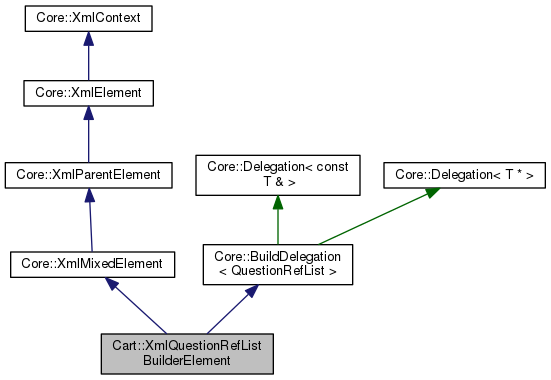 Core::XmlContext
Core::XmlElement
Core::XmlParentElement
Core::Delegation< const
T & >
Core::Delegation< T * >
Core::XmlMixedElement
Core::BuildDelegation
< QuestionRefList >
Cart::XmlQuestionRefList
BuilderElement